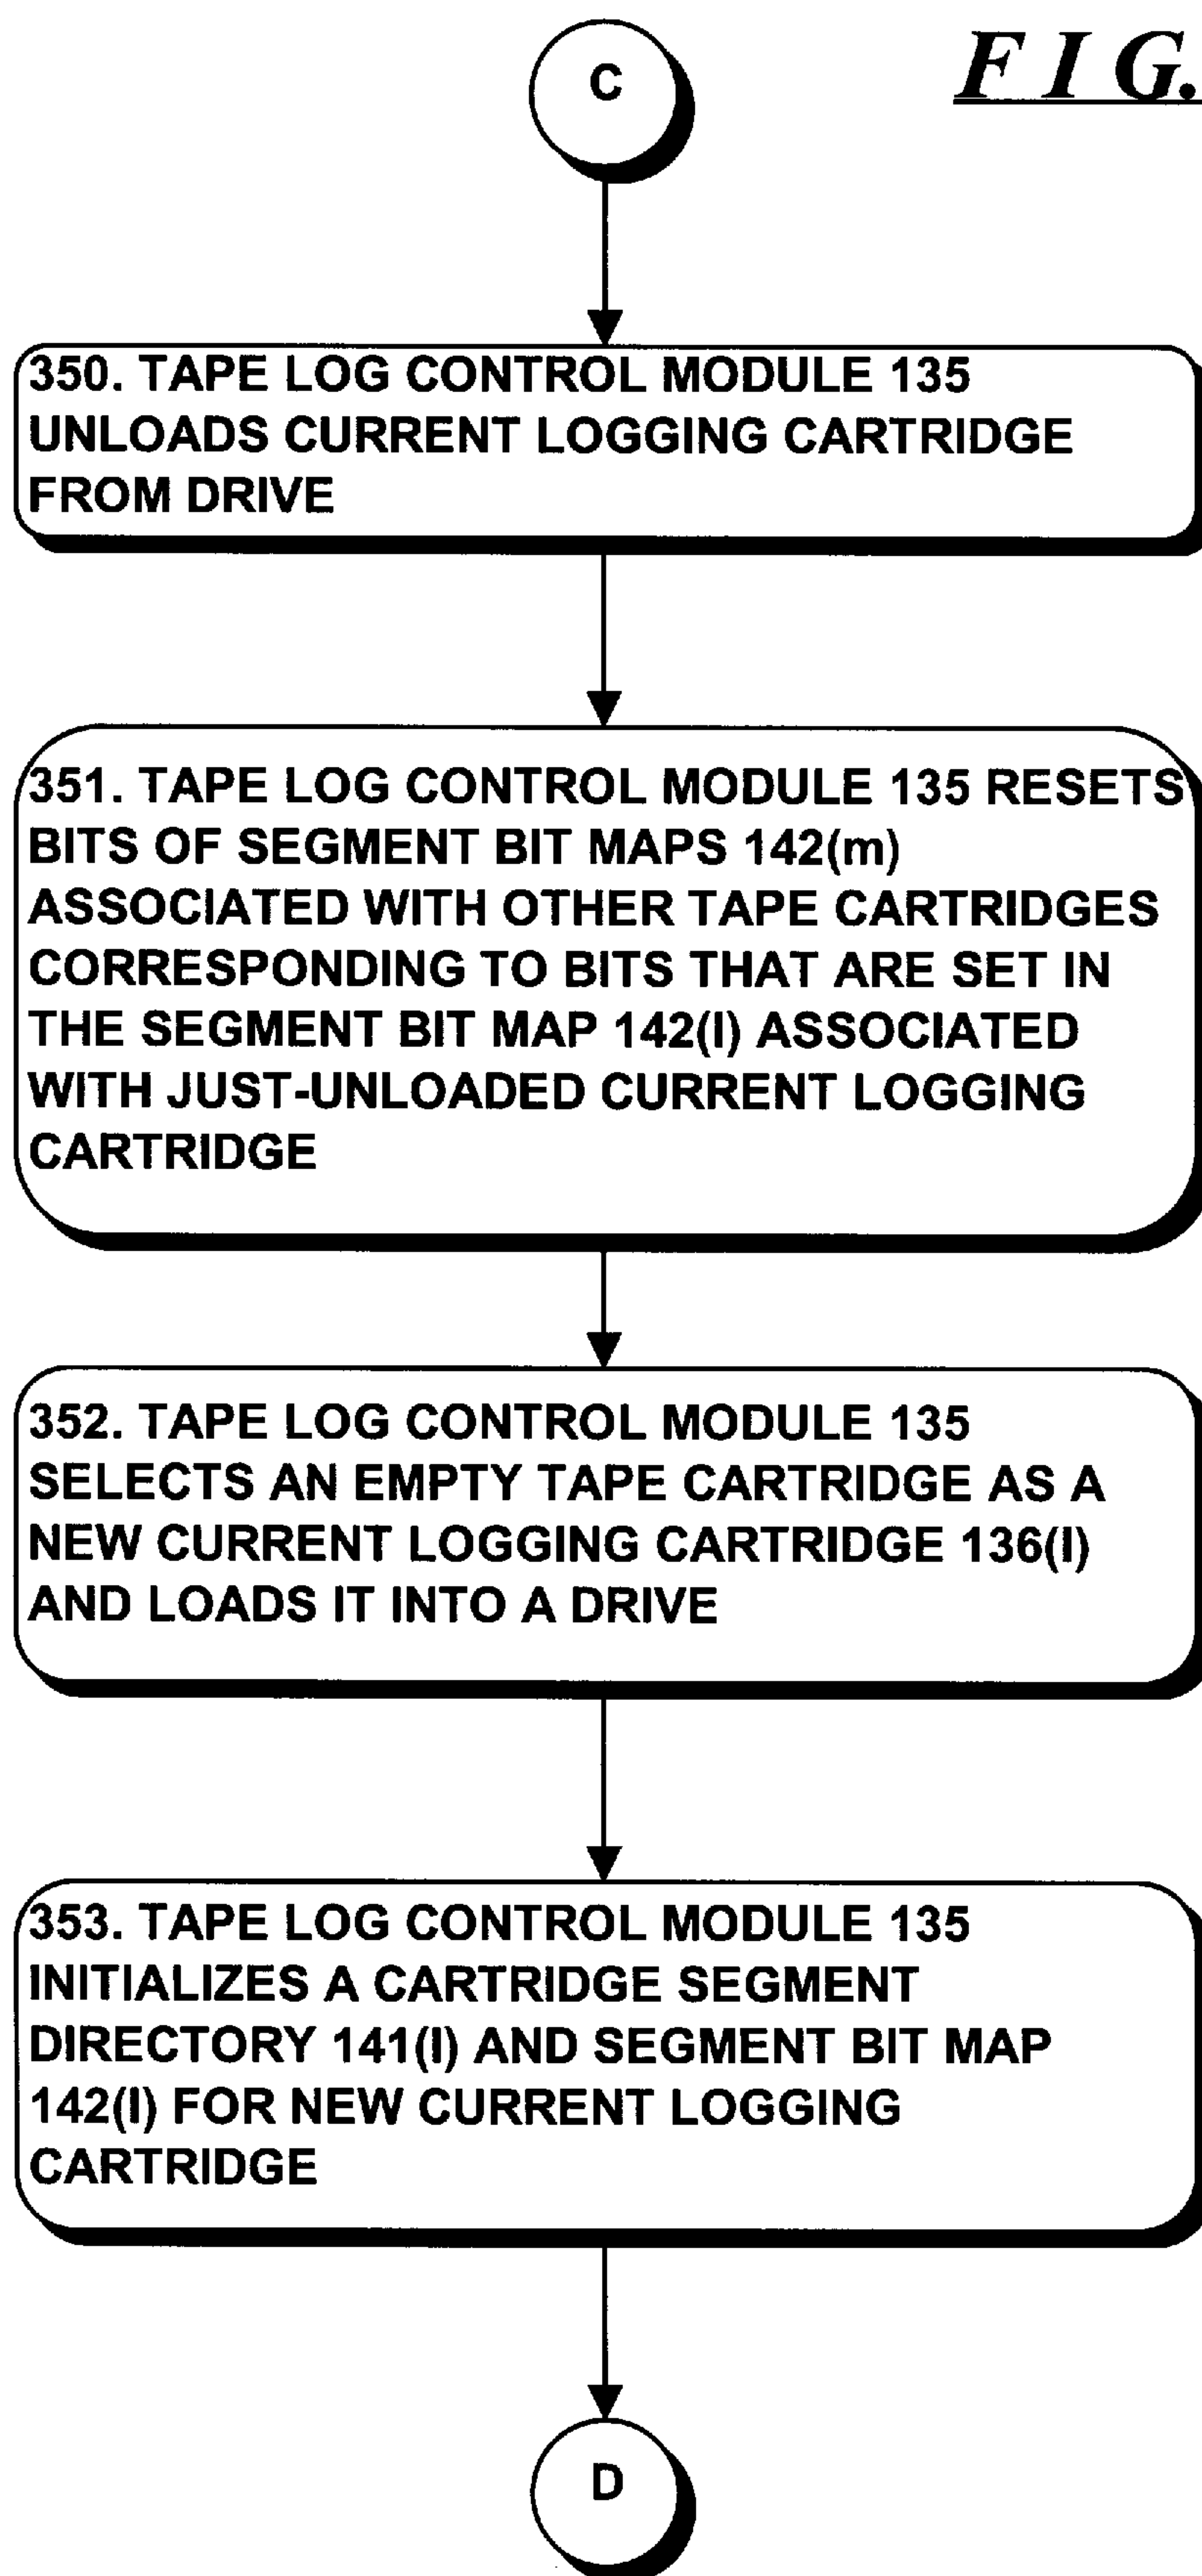 C
F I G.
350. TAPE LOG CONTROL MODULE 135
UNLOADS CURRENT LOGGING CARTRIDGE
FROM DRIVE
351. TAPE LOG CONTROL MODULE 135 RESETS
BITS OF SEGMENT BIT MAPS 142(m)
ASSOCIATED WITH OTHER TAPE CARTRIDGES
CORRESPONDING TO BITS THAT ARE SET IN
THE SEGMENT BIT MAP 142(l) ASSOCIATED
WITH JUST-UNLOADED CURRENT LOGGING
CARTRIDGE
352. TAPE LOG CONTROL MODULE 135
SELECTS AN EMPTY TAPE CARTRIDGE AS A
NEW CURRENT LOGGING CARTRIDGE 136(l)
AND LOADS IT INTO A DRIVE
353. TAPE LOG CONTROL MODULE 135
INITIALIZES A CARTRIDGE SEGMENT
DIRECTORY 141(l) AND SEGMENT BIT MAP
142(l) FOR NEW CURRENT LOGGING
CARTRIDGE
D